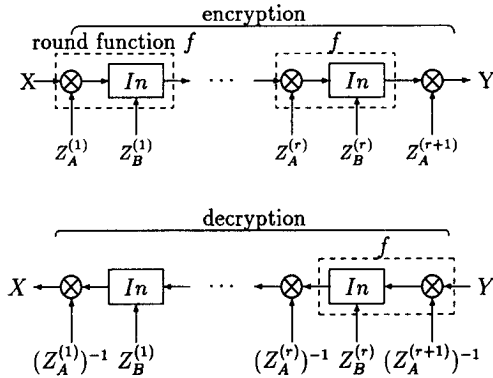 encryption
round function f f
X ⊗ In · · · ⊗ In ⊗ Y
Z_A^{(1)} Z_B^{(1)} Z_A^{(r)} Z_B^{(r)} Z_A^{(r+1)}
decryption
f
X ⊗ In · · · ⊗ In ⊗ Y
(Z_A^{(1)})^{-1} Z_B^{(1)} (Z_A^{(r)})^{-1} Z_B^{(r)} (Z_A^{(r+1)})^{-1}